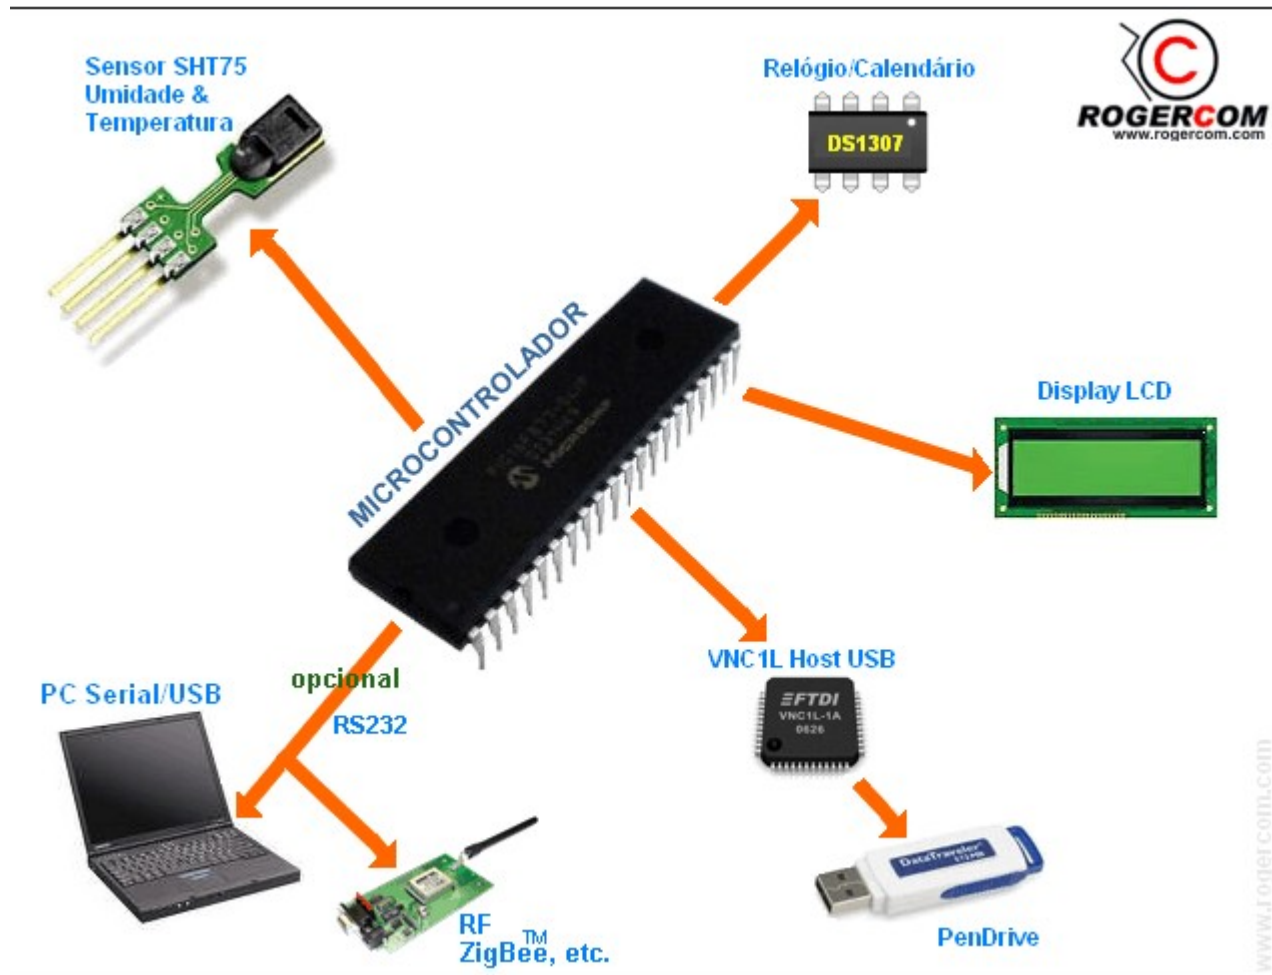 Sensor SHT75
Umidade &
Temperatura
Relógio/Calendário
DS1307
ROGERCOM
www.rogercom.com
MICROCONTROLADOR
MICROCHIP
Display LCD
VNC1L Host USB
FTDI
VNC1L-1A
0626
opcional
PC Serial/USB
RS232
RF
ZigBee™, etc.
DataTraveler
PenDrive
www.rogercom.com